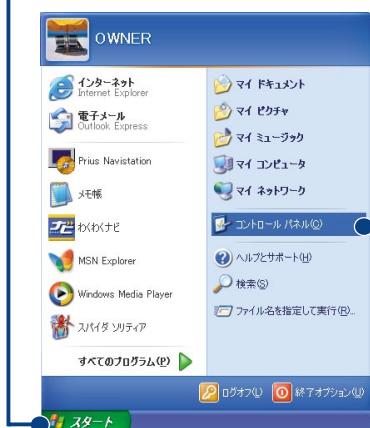 OWNER
インターネット
Internet Explorer
電子メール
Outlook Express
Prius Navistation
メモ帳
わくわくナビ
MSN Explorer
Windows Media Player
スパイダ ソリティア
すべてのプログラム(P)
マイ ドキュメント
マイ ピクチャ
マイ ミュージック
マイ コンピュータ
マイ ネットワーク
コントロール パネル(C)
ヘルプとサポート(H)
検索(S)
ファイル名を指定して実行(R)...
ログオフ(L)
終了オプション(U)
スタート